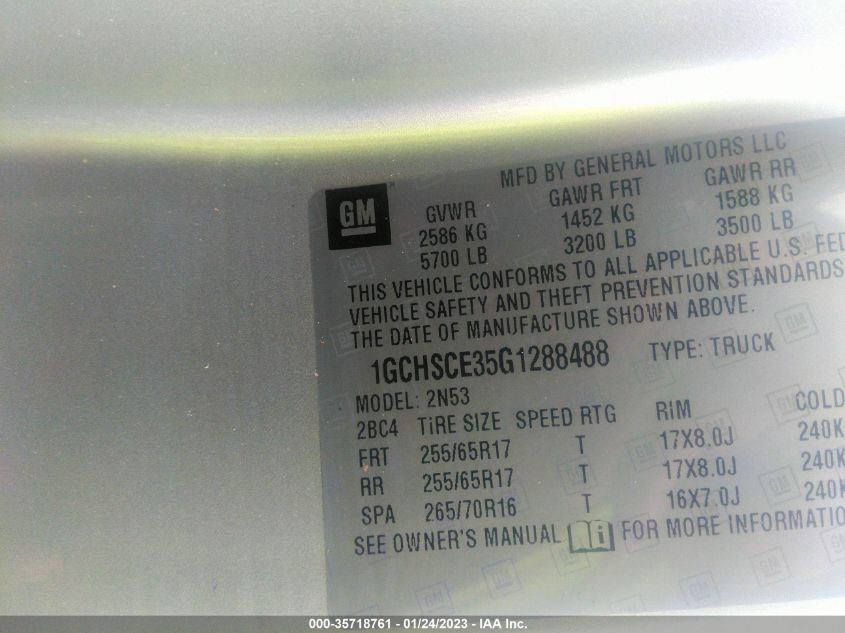 MFD BY GENERAL MOTORS LLC
GM
GVWR GAWR FRT GAWR RR
2586 KG 1452 KG 1588 KG
5700 LB 3200 LB 3500 LB
THIS VEHICLE CONFORMS TO ALL APPLICABLE U.S. FED
VEHICLE SAFETY AND THEFT PREVENTION STANDARDS
THE DATE OF MANUFACTURE SHOWN ABOVE.
1GCHSCE35G1288488 TYPE: TRUCK
MODEL: 2N53
2BC4 TiRE SIZE SPEED RTG RiM COLD
FRT 255/65R17 T 17X8.0J 240K
RR 255/65R17 T 17X8.0J 240K
SPA 265/70R16 T 16X7.0J 240K
SEE OWNER'S MANUAL i FOR MORE INFORMATIO
000-35718761 - 01/24/2023 - IAA Inc.